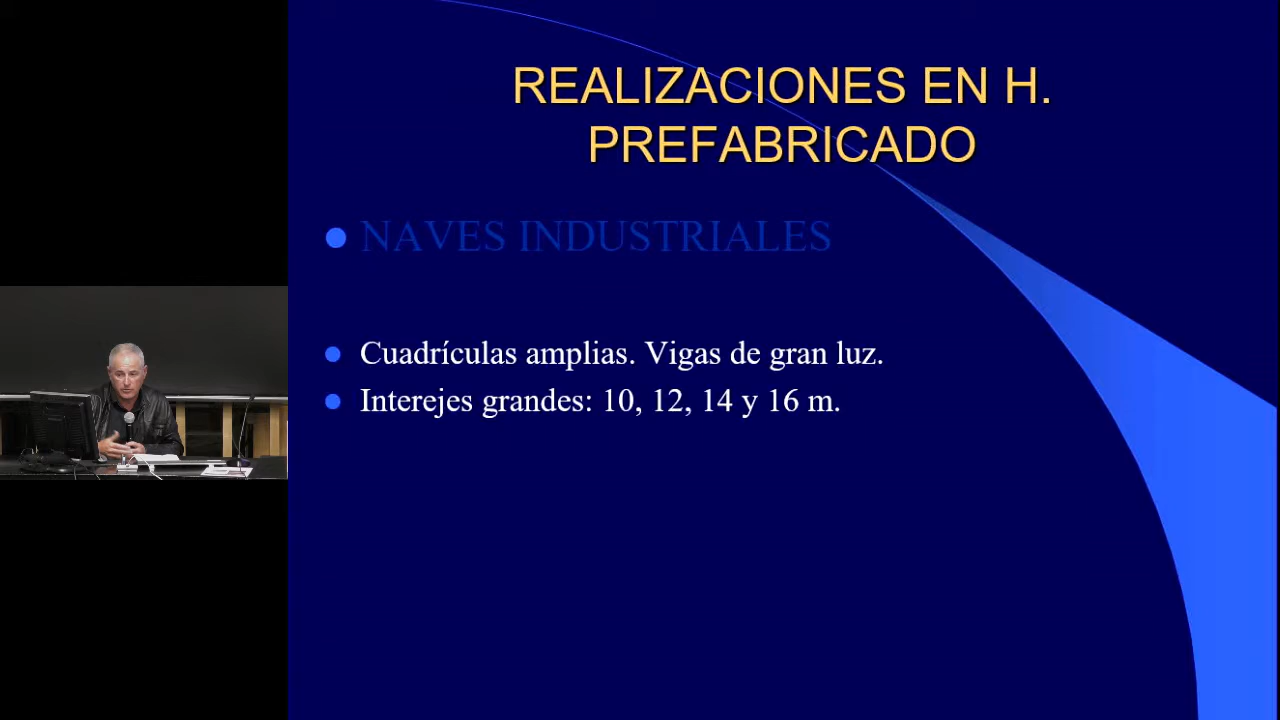 REALIZACIONES EN H.
PREFABRICADO
NAVES INDUSTRIALES
Cuadrículas amplias. Vigas de gran luz.
Interejes grandes: 10, 12, 14 y 16 m.